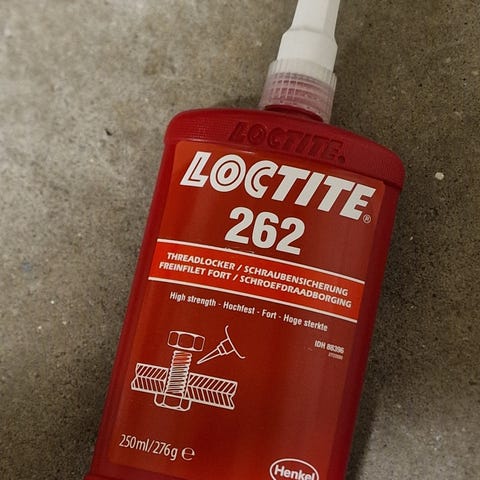 LOCTITE.
LOCTITE®
262
THREADLOCKER / SCHRAUBENSICHERUNG
FREINFILET FORT / SCHROEFDRAADBORGING
High strength - Hochfest - Fort - Hoge sterkte
IDH 88396
250ml/276g ℮
Henkel